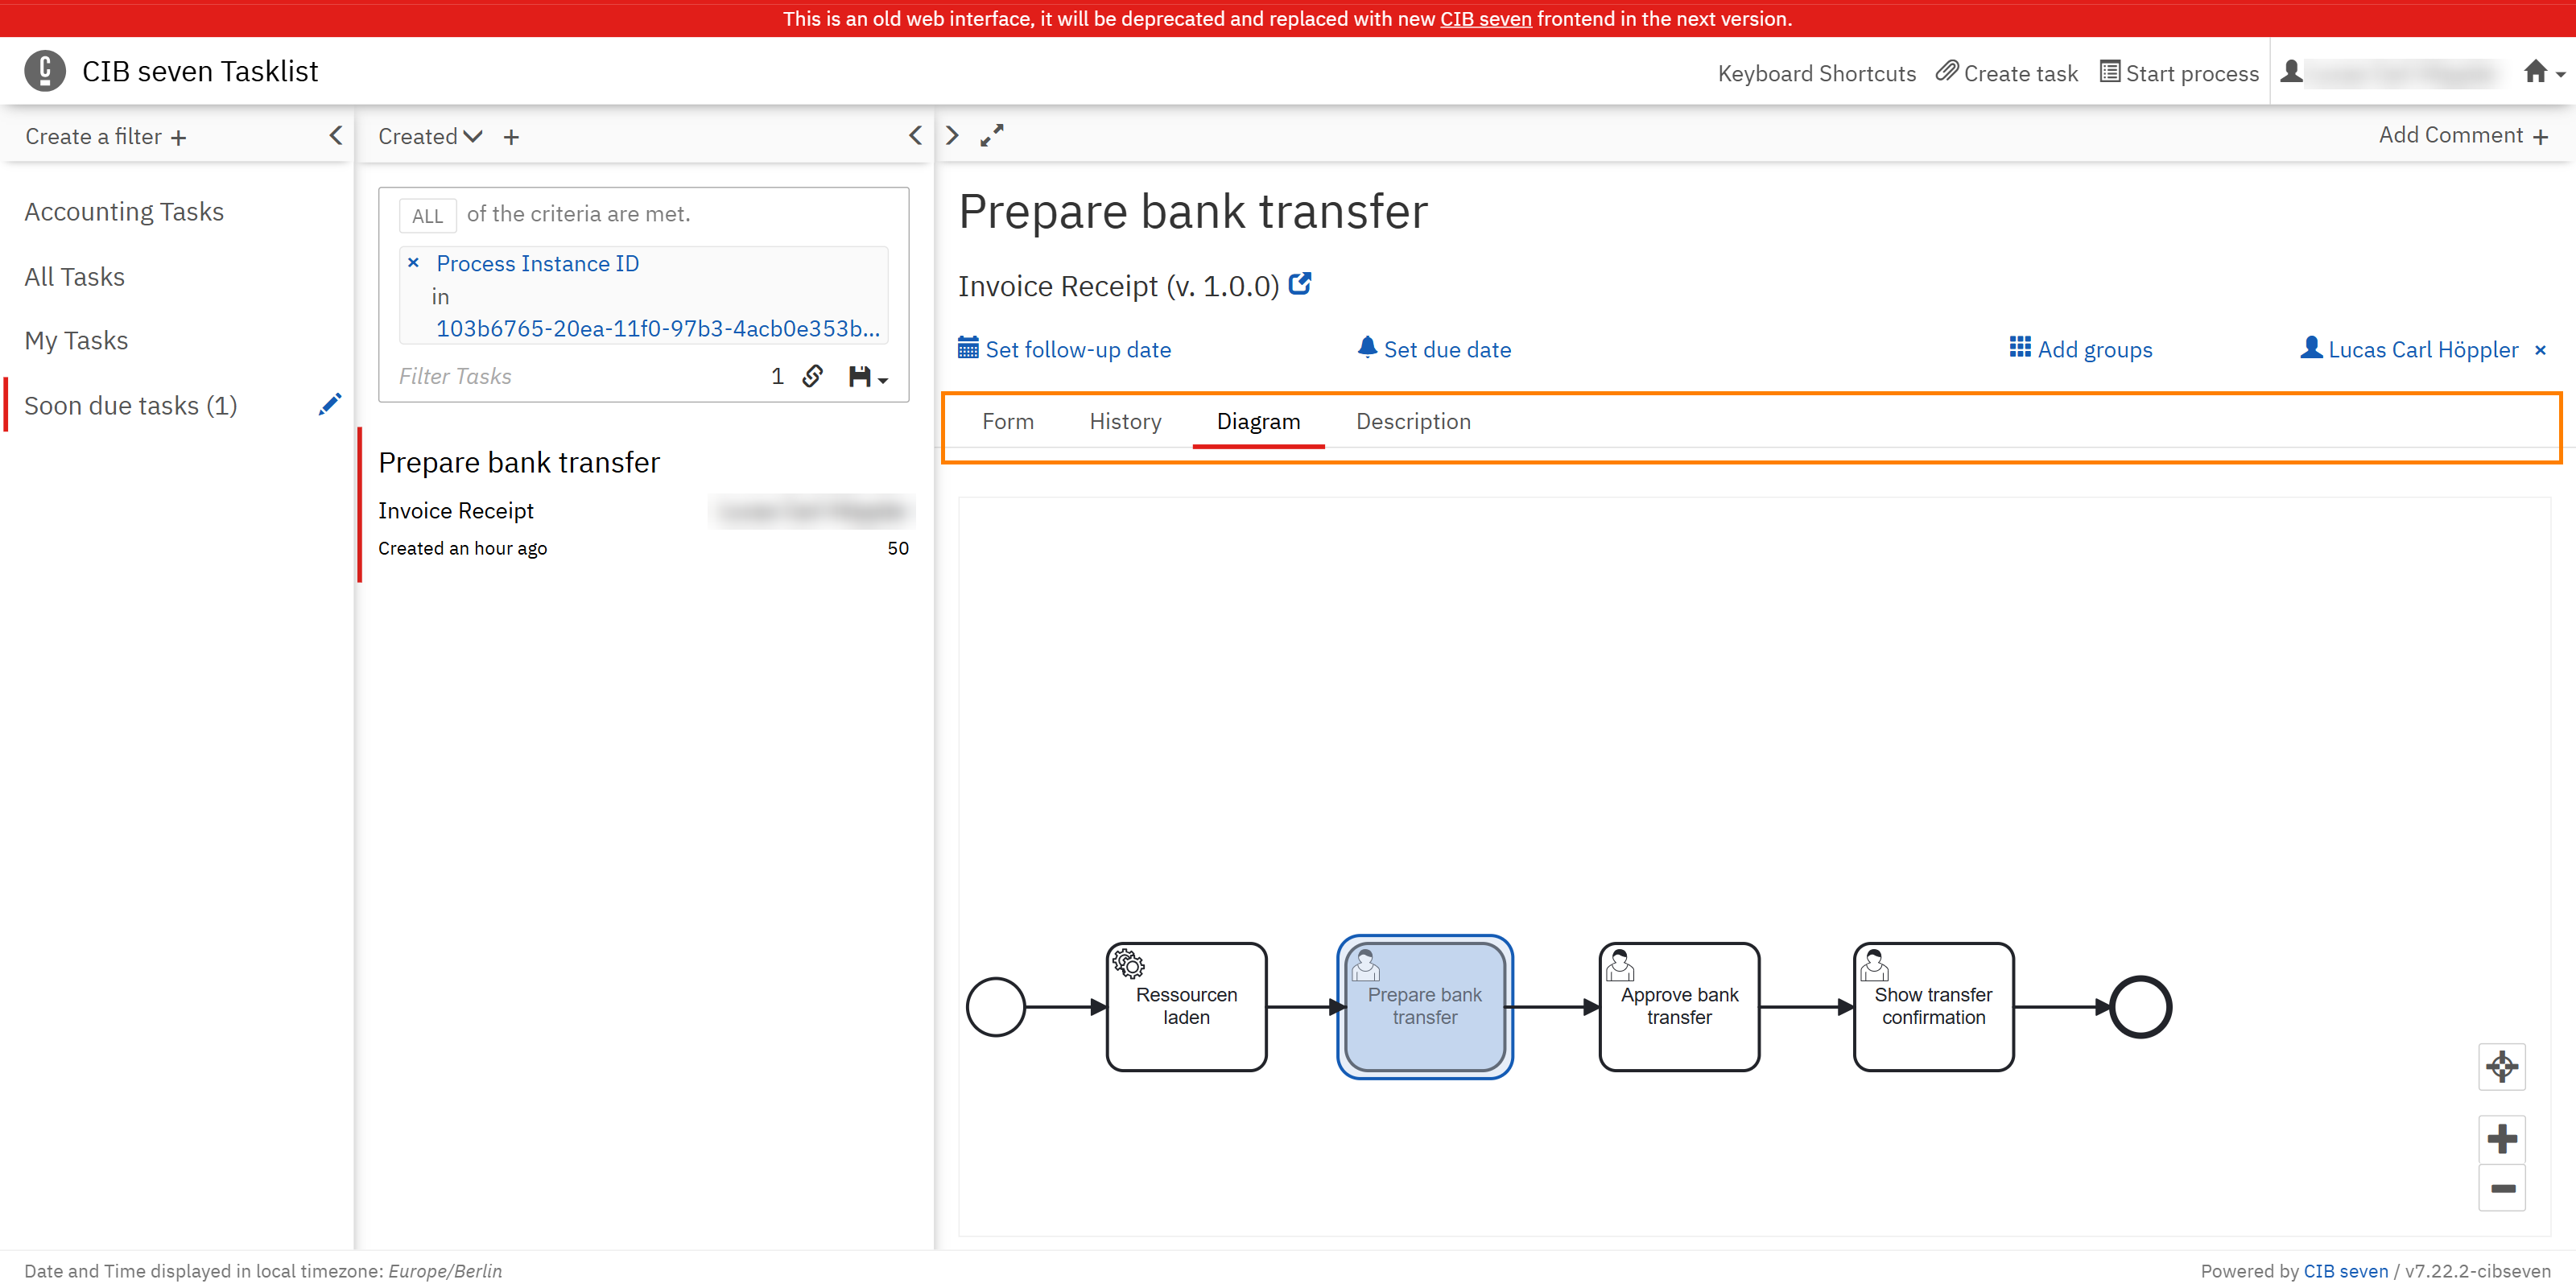 This is an old web interface, it will be deprecated and replaced with new CIB seven frontend in the next version.
CIB seven Tasklist
Keyboard Shortcuts Create task Start process
Create a filter +
Created +
Add Comment +
Accounting Tasks
All Tasks
My Tasks
Soon due tasks (1)
ALL of the criteria are met.
× Process Instance ID
in
103b6765-20ea-11f0-97b3-4acb0e353b...
Filter Tasks 1
Prepare bank transfer
Invoice Receipt
Created an hour ago 50
Prepare bank transfer
Invoice Receipt (v. 1.0.0)
Set follow-up date Set due date Add groups Lucas Carl Höppler ×
Form History Diagram Description
Ressourcen
laden
Prepare bank
transfer
Approve bank
transfer
Show transfer
confirmation
Date and Time displayed in local timezone: Europe/Berlin
Powered by CIB seven / v7.22.2-cibseven